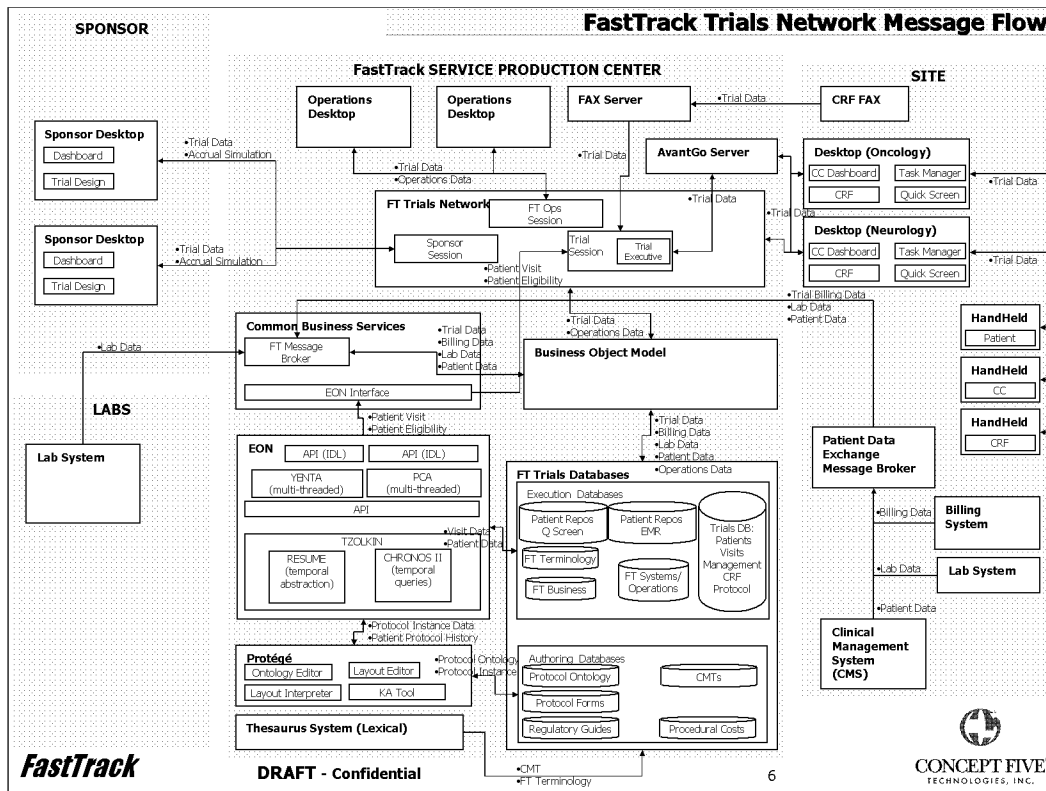 FastTrack Trials Network Message Flow
SPONSOR
FastTrack SERVICE PRODUCTION CENTER
SITE
Operations
Desktop
Operations
Desktop
FAX Server
•Trial Data
CRF FAX
Sponsor Desktop
Dashboard
Trial Design
•Trial Data
•Accrual Simulation
•Trial Data
•Operations Data
•Trial Data
AvantGo Server
Desktop (Oncology)
CC Dashboard
Task Manager
CRF
Quick Screen
•Trial Data
FT Trials Network
FT Ops
Session
•Trial Data
•Trial Data
Sponsor Desktop
Dashboard
Trial Design
•Trial Data
•Accrual Simulation
Sponsor
Session
Trial
Session
Trial
Executive
•Patient Visit
•Patient Eligibility
Desktop (Neurology)
CC Dashboard
Task Manager
CRF
Quick Screen
•Trial Data
•Trial Billing Data
•Lab Data
•Patient Data
•Trial Data
•Operations Data
Common Business Services
FT Message
Broker
EON Interface
•Trial Data
•Billing Data
•Lab Data
•Patient Data
Business Object Model
HandHeld
Patient
HandHeld
CC
HandHeld
CRF
•Lab Data
LABS
Lab System
•Patient Visit
•Patient Eligibility
•Trial Data
•Billing Data
•Lab Data
•Patient Data
•Operations Data
Patient Data
Exchange
Message Broker
EON
API (IDL)
API (IDL)
YENTA
(multi-threaded)
PCA
(multi-threaded)
API
TZOLKIN
RESUME
(temporal
abstraction)
CHRONOS II
(temporal
queries)
•Visit Data
•Patient Data
FT Trials Databases
Execution Databases
Patient Repos
Q Screen
Patient Repos
EMR
Trials DB:
Patients
Visits
Management
CRF
Protocol
FT Terminology
FT Business
FT Systems/
Operations
•Billing Data
Billing
System
•Lab Data
Lab System
•Patient Data
Clinical
Management
System
(CMS)
•Protocol Instance Data
•Patient Protocol History
Protégé
Ontology Editor
Layout Editor
Layout Interpreter
KA Tool
•Protocol Ontology
•Protocol Instance
Authoring Databases
Protocol Ontology
CMTs
Protocol Forms
Regulatory Guides
Procedural Costs
Thesaurus System (Lexical)
•CMT
•FT Terminology
FastTrack
DRAFT - Confidential
6
CONCEPT FIVE
TECHNOLOGIES, INC.